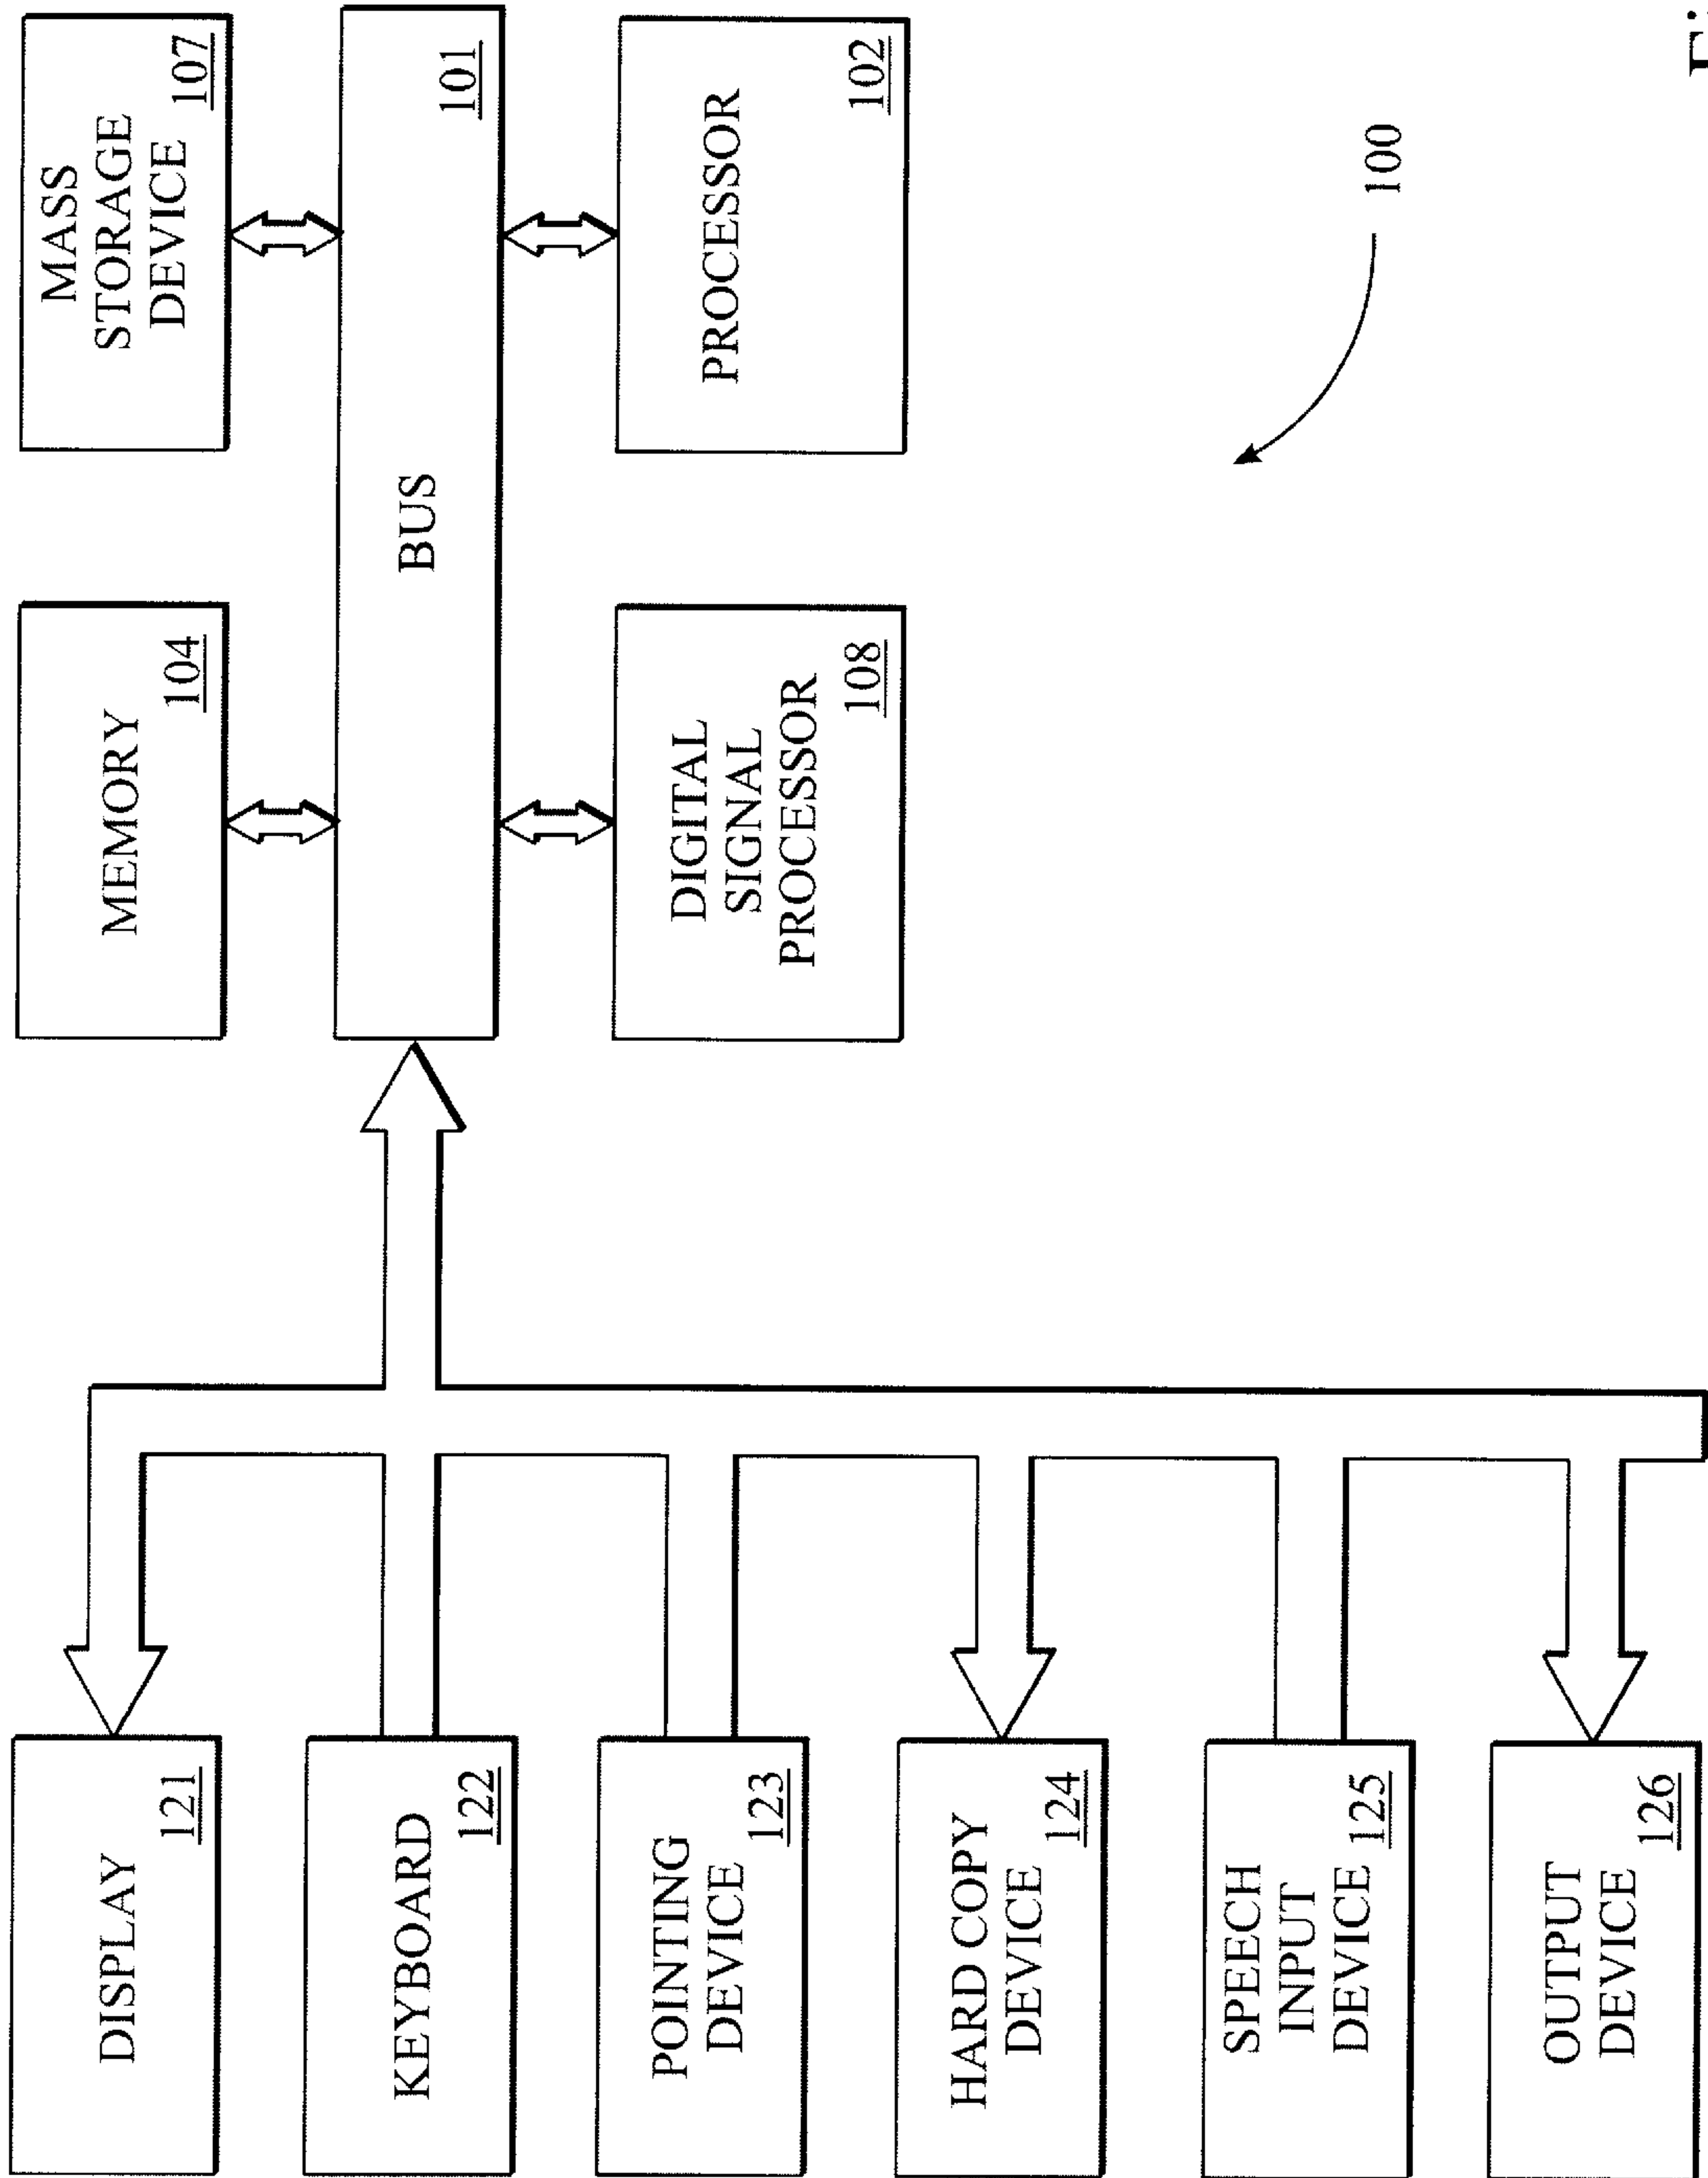 DISPLAY
121
KEYBOARD
122
POINTING
DEVICE
123
HARD COPY
DEVICE
124
SPEECH
INPUT
DEVICE
125
OUTPUT
DEVICE
126
MEMORY
104
MASS
STORAGE
DEVICE
107
BUS
101
DIGITAL
SIGNAL
PROCESSOR
108
PROCESSOR
102
100